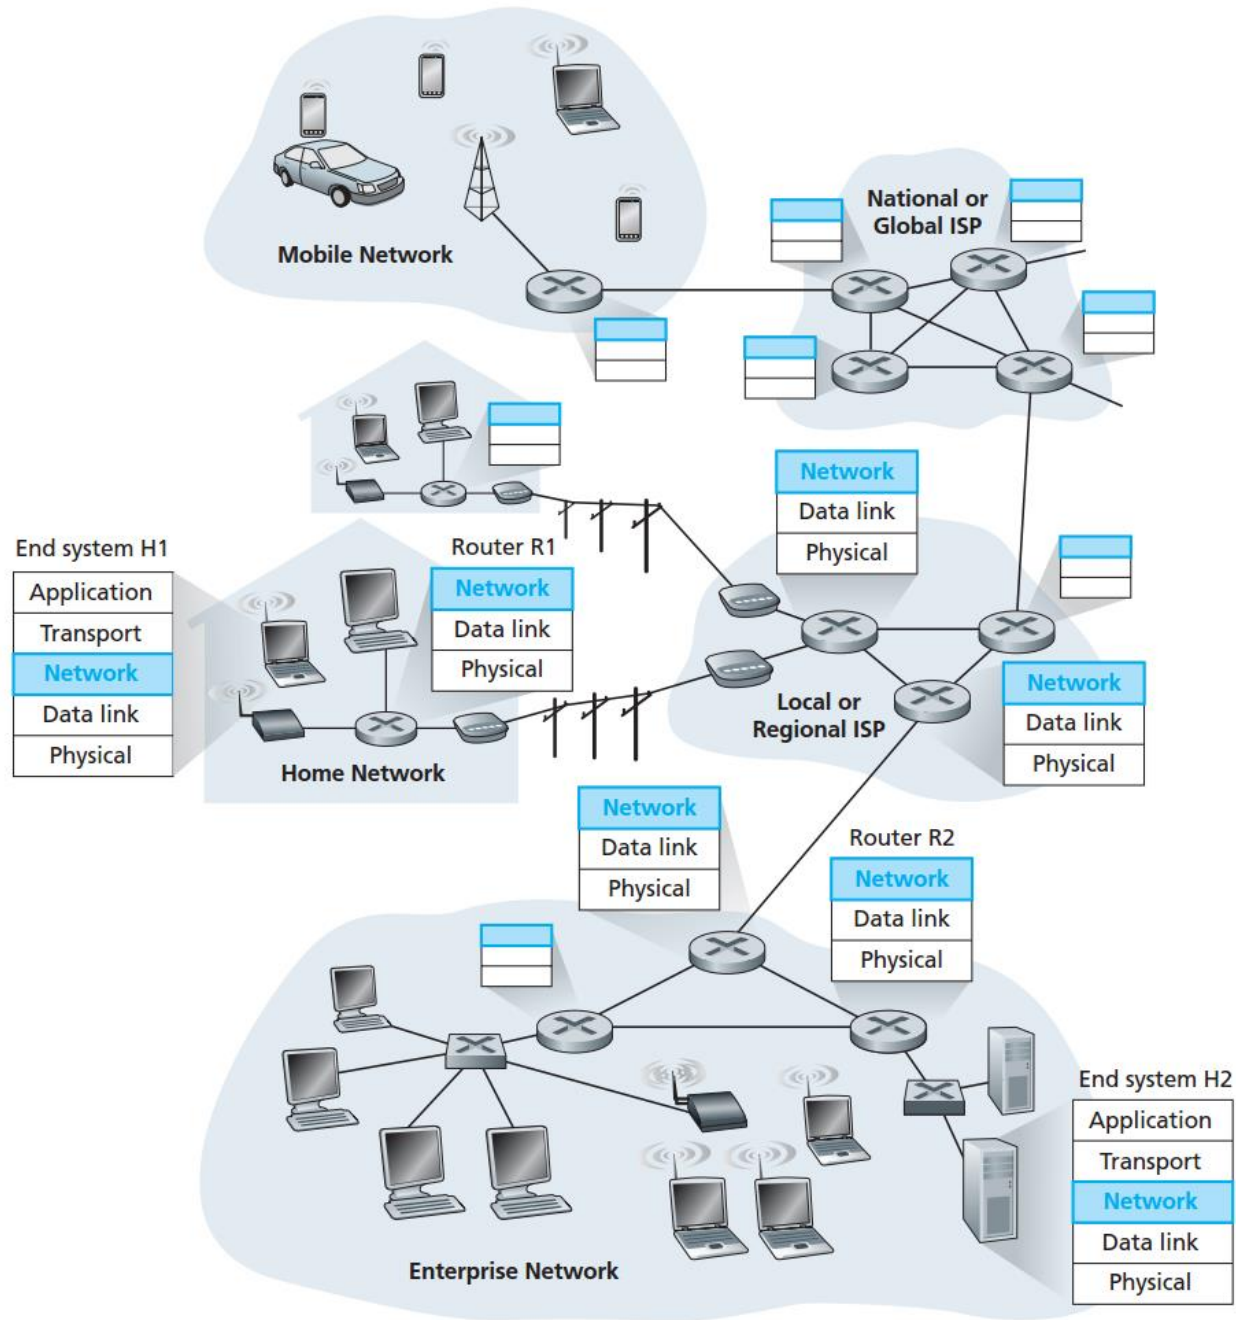 National or
Global ISP
Mobile Network
Network
Data link
Physical
End system H1
Application
Transport
Network
Data link
Physical
Router R1
Network
Data link
Physical
Home Network
Local or
Regional ISP
Network
Data link
Physical
Network
Data link
Physical
Router R2
Network
Data link
Physical
End system H2
Application
Transport
Network
Data link
Physical
Enterprise Network